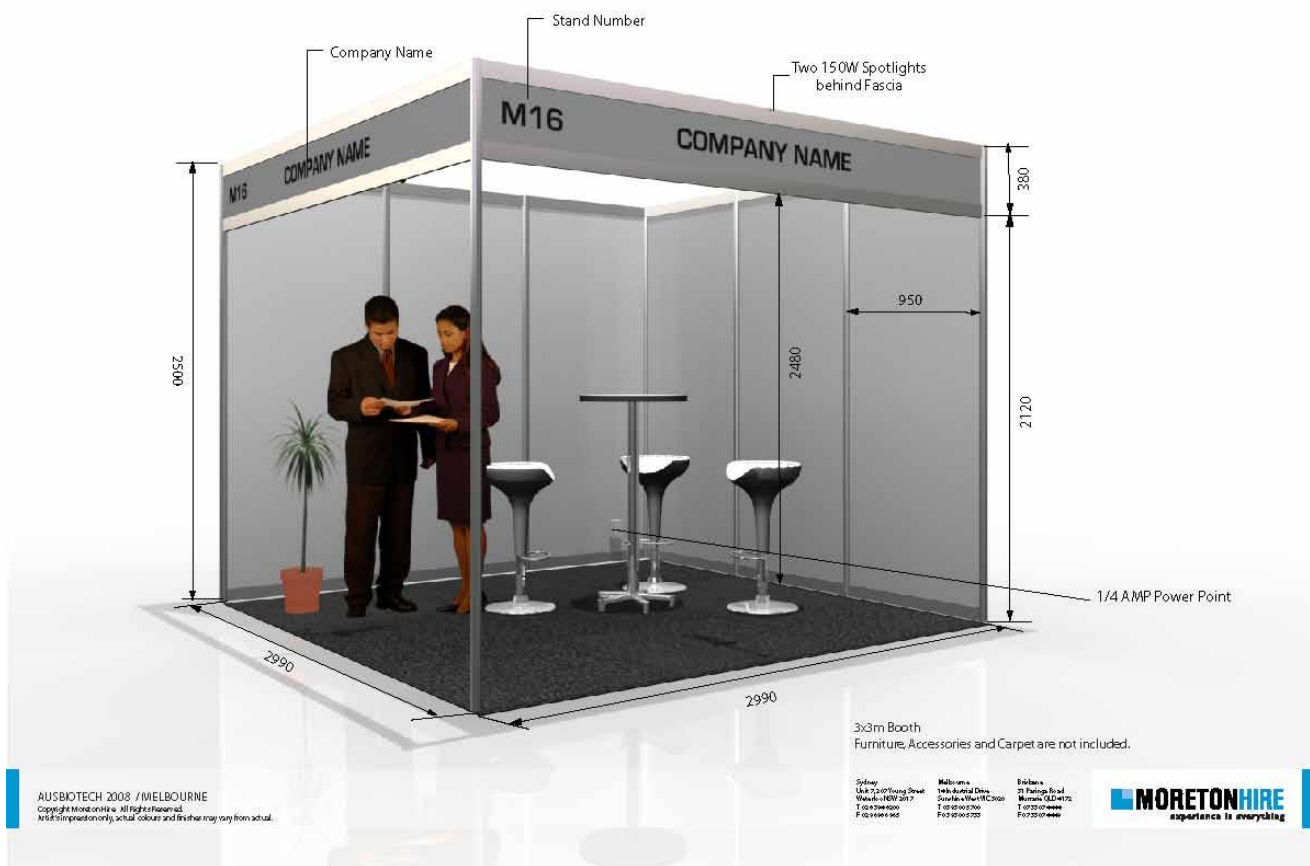 Stand Number
Company Name
Two 150W Spotlights
behind Fascia
M16
COMPANY NAME
M16
COMPANY NAME
380
950
2500
2480
2120
1/4 AMP Power Point
2990
2990
3x3m Booth
Furniture, Accessories and Carpet are not included.
AUSBIOTECH 2008 / MELBOURNE
Copyright Moreton Hire. All Rights Reserved.
Artist's impression only, actual colours and finishes may vary from actual.
Sydney
Melbourne
Brisbane
MORETONHIRE
experience is everything